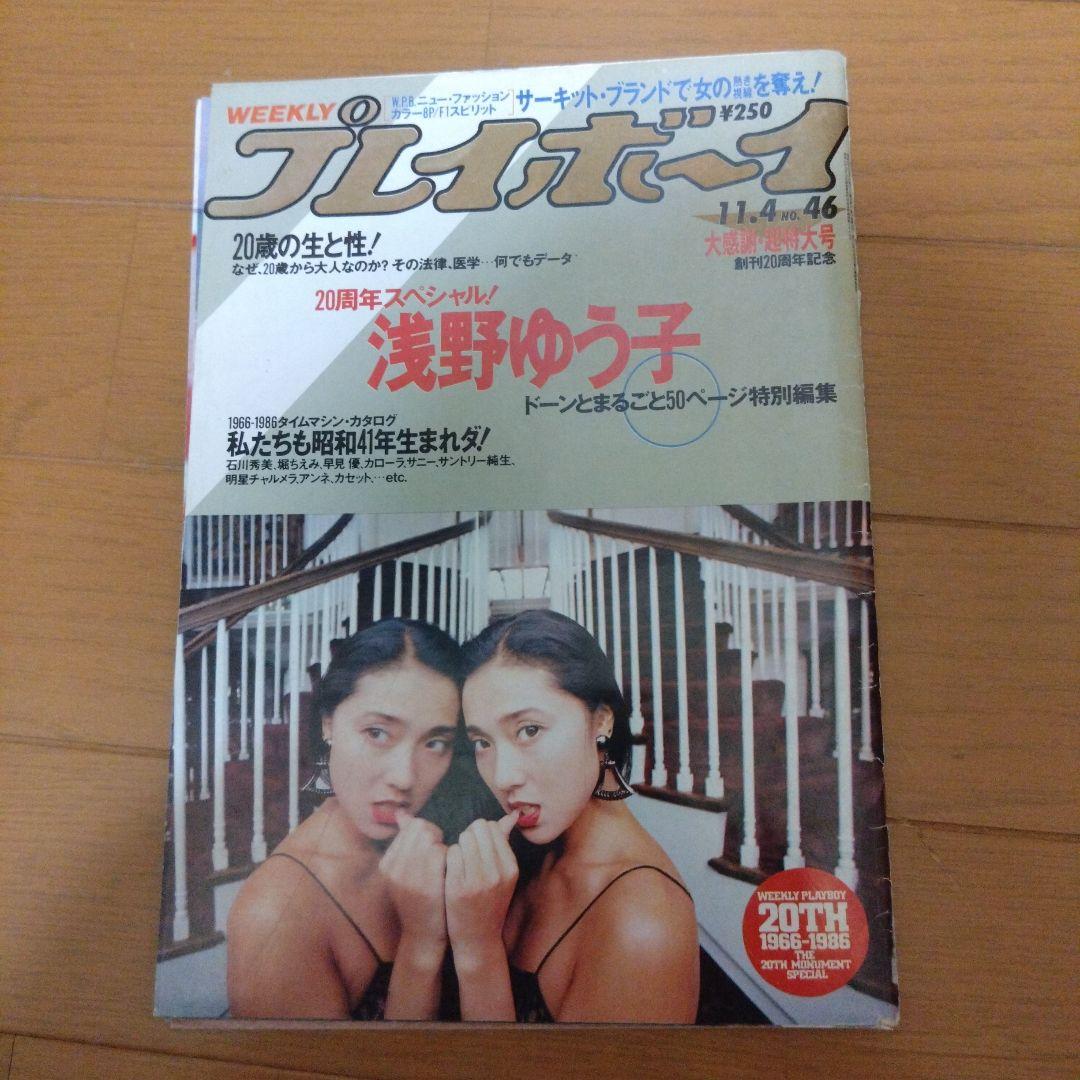 W.P.B.ニュー・ファッション
カラー8P/F1スピリット
サーキット・ブランドで女の熱き視線を奪え!
WEEKLY
¥250
プレイボーイ
11.4 NO.46
大感謝・超特大号
創刊20周年記念
20歳の生と性!
なぜ、20歳から大人なのか?その法律、医学…何でもデータ
20周年スペシャル!
浅野ゆう子
ドーンとまるごと50ページ特別編集
1966-1986タイムマシン・カタログ
私たちも昭和41年生まれダ!
石川秀美、堀ちえみ、早見 優、カローラ、サニー、サントリー純生、
明星チャルメラ、アンネ、カセット、…etc.
WEEKLY PLAYBOY
20TH
1966-1986
THE
20TH MONUMENT
SPECIAL